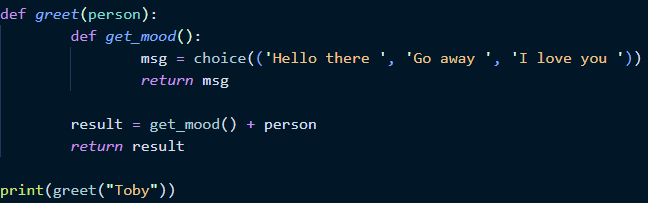 def greet(person):
        def get_mood():
                msg = choice(('Hello there ', 'Go away ', 'I love you '))
                return msg

        result = get_mood() + person
        return result

print(greet("Toby"))